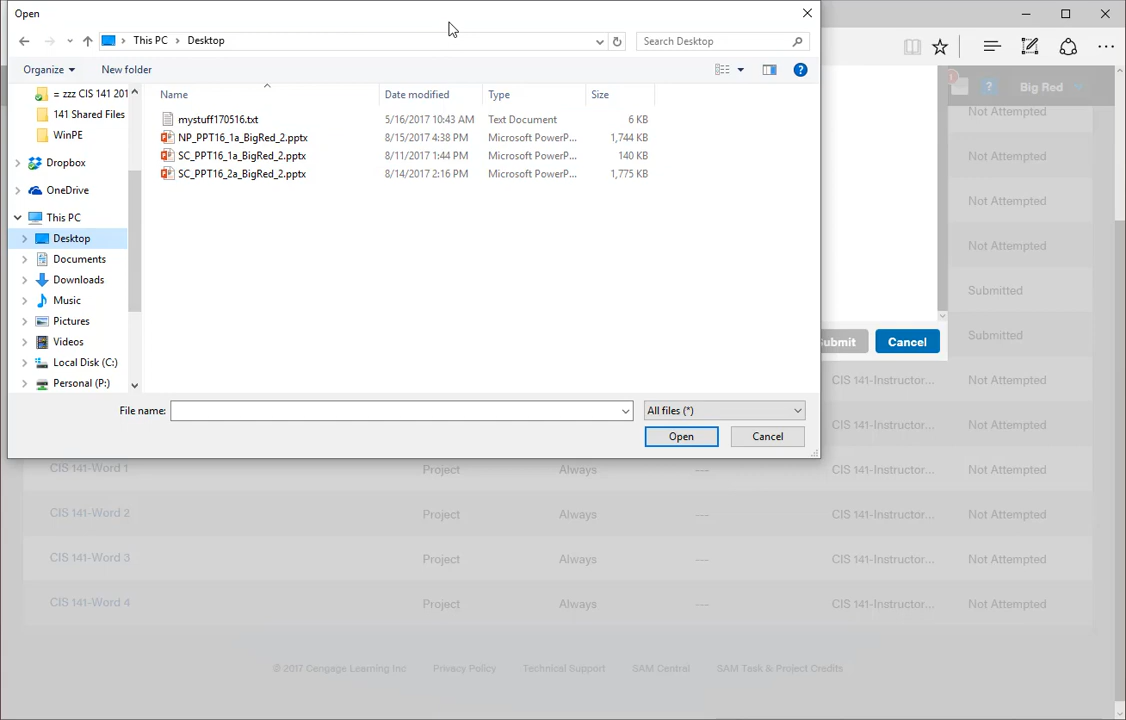 Open
This PC > Desktop
Search Desktop
Organize
New folder
= zzz CIS 141 201
141 Shared Files
WinPE
Dropbox
OneDrive
This PC
Desktop
Documents
Downloads
Music
Pictures
Videos
Local Disk (C:)
Personal (P:)
Name Date modified Type Size
mystuff170516.txt 5/16/2017 10:43 AM Text Document 6 KB
NP_PPT16_1a_BigRed_2.pptx 8/15/2017 4:38 PM Microsoft PowerP... 1,744 KB
SC_PPT16_1a_BigRed_2.pptx 8/11/2017 1:44 PM Microsoft PowerP... 140 KB
SC_PPT16_2a_BigRed_2.pptx 8/14/2017 2:16 PM Microsoft PowerP... 1,775 KB
File name:
All files (*)
Open Cancel
1 ? Big Red
Not Attempted
Not Attempted
Not Attempted
Not Attempted
Submitted
Submitted
ubmit Cancel
CIS 141-Instructor... Not Attempted
CIS 141-Instructor... Not Attempted
CIS 141-Word 1 Project Always --- CIS 141-Instructor... Not Attempted
CIS 141-Word 2 Project Always --- CIS 141-Instructor... Not Attempted
CIS 141-Word 3 Project Always --- CIS 141-Instructor... Not Attempted
CIS 141-Word 4 Project Always --- CIS 141-Instructor... Not Attempted
© 2017 Cengage Learning Inc Privacy Policy Technical Support SAM Central SAM Task & Project Credits